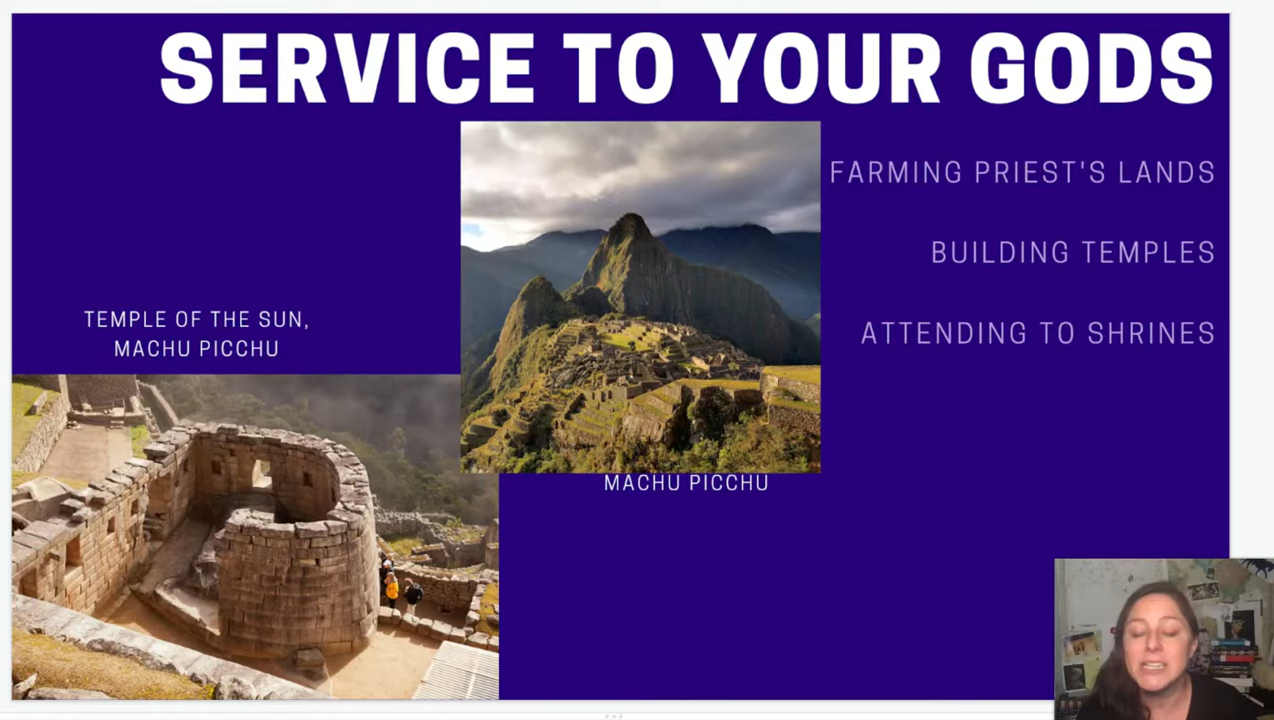 SERVICE TO YOUR GODS
FARMING PRIEST'S LANDS
BUILDING TEMPLES
ATTENDING TO SHRINES
TEMPLE OF THE SUN,
MACHU PICCHU
MACHU PICCHU